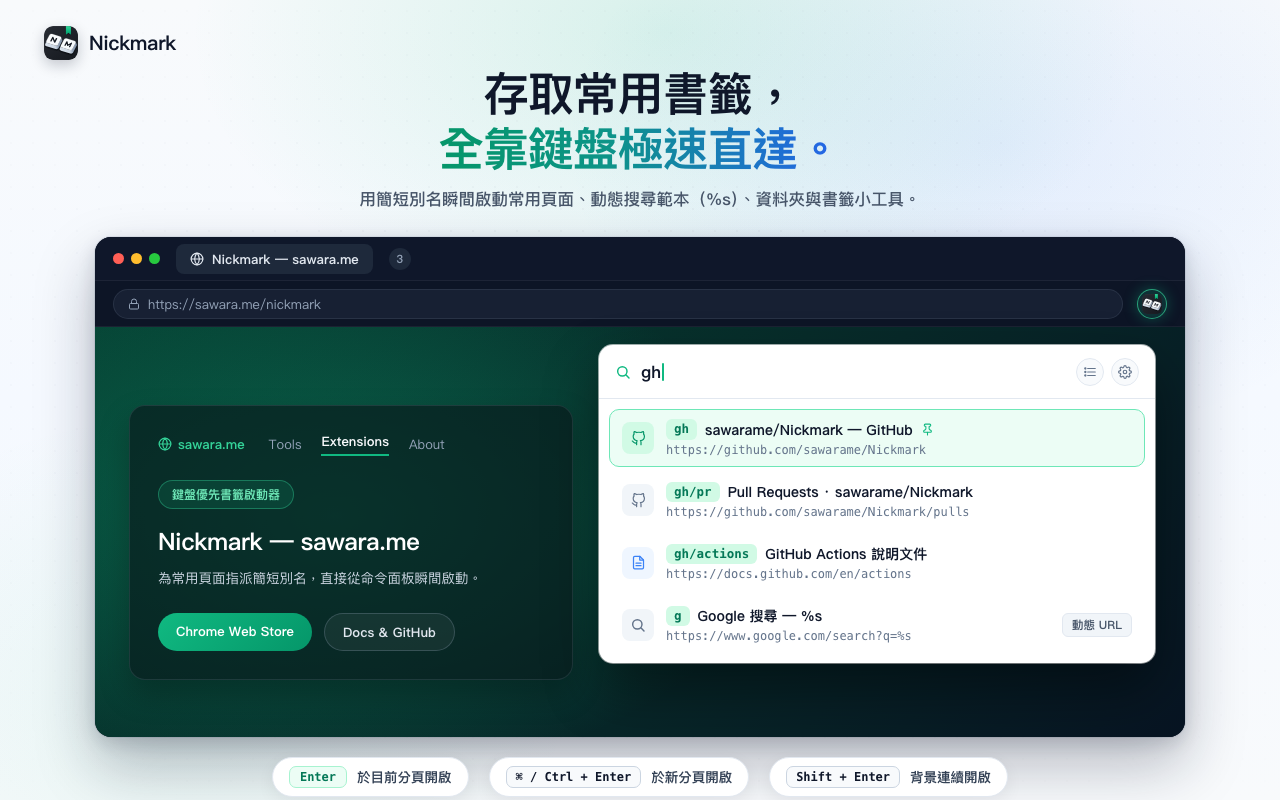 Nickmark
存取常用書籤，
全靠鍵盤極速直達。
用簡短別名瞬間啟動常用頁面、動態搜尋範本（%s）、資料夾與書籤小工具。
Nickmark — sawara.me
3
https://sawara.me/nickmark
gh
sawara.me Tools Extensions About
鍵盤優先書籤啟動器
Nickmark — sawara.me
為常用頁面指派簡短別名，直接從命令面板瞬間啟動。
Chrome Web Store
Docs & GitHub
gh sawarame/Nickmark — GitHub
https://github.com/sawarame/Nickmark
gh/pr Pull Requests · sawarame/Nickmark
https://github.com/sawarame/Nickmark/pulls
gh/actions GitHub Actions 說明文件
https://docs.github.com/en/actions
g Google 搜尋 — %s
https://www.google.com/search?q=%s
動態 URL
Enter 於目前分頁開啟
⌘ / Ctrl + Enter 於新分頁開啟
Shift + Enter 背景連續開啟